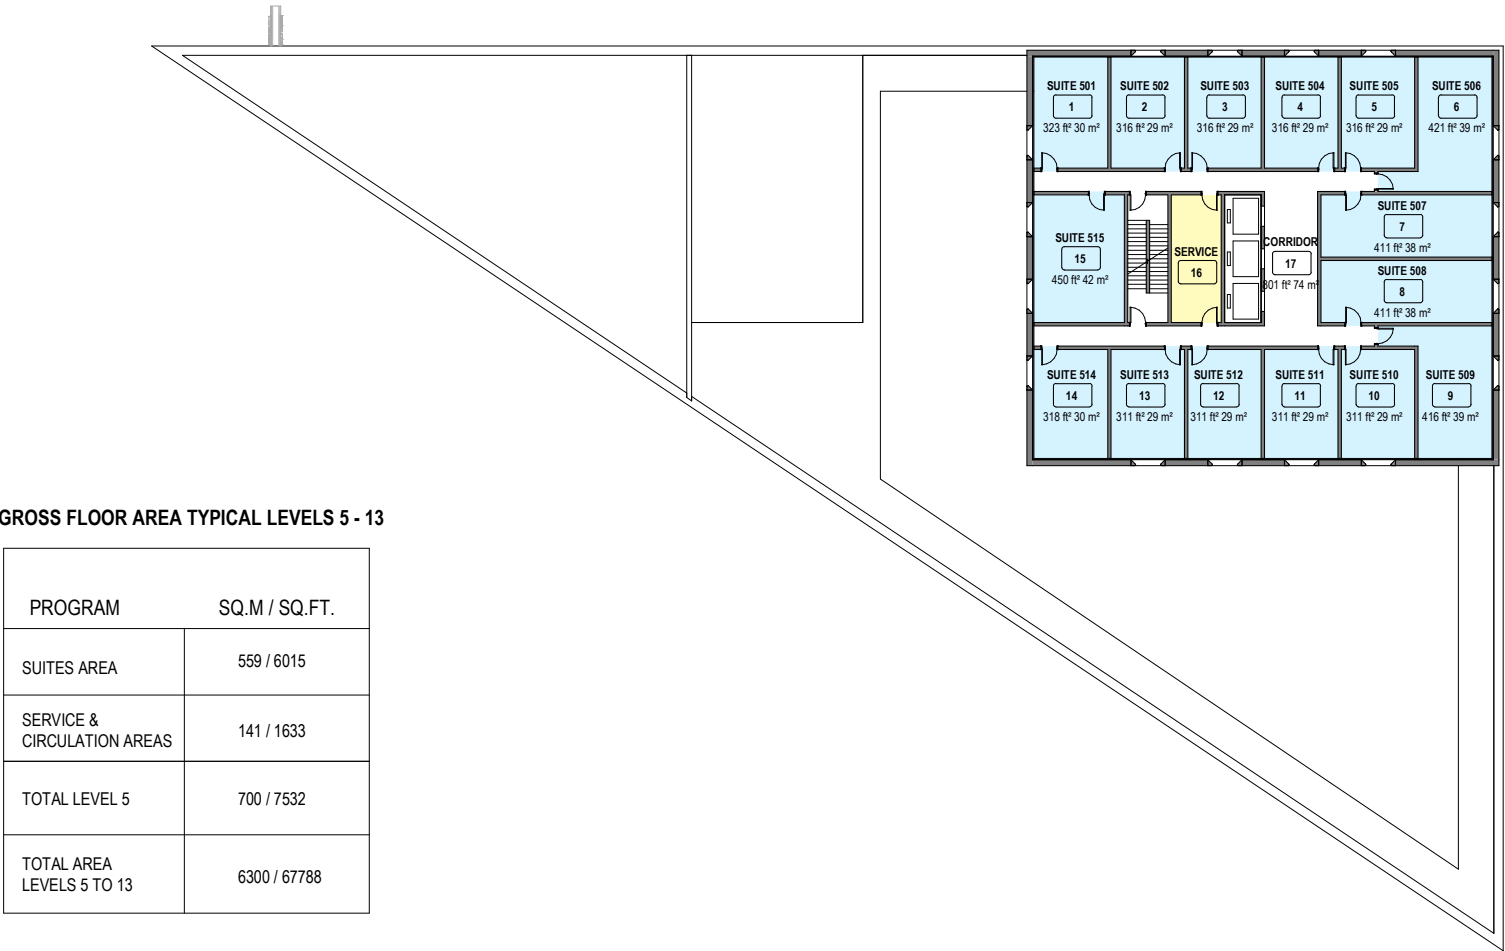 SUITE 501
1
323 ft² 30 m²
SUITE 502
2
316 ft² 29 m²
SUITE 503
3
316 ft² 29 m²
SUITE 504
4
316 ft² 29 m²
SUITE 505
5
316 ft² 29 m²
SUITE 506
6
421 ft² 39 m²
SUITE 507
7
411 ft² 38 m²
SUITE 508
8
411 ft² 38 m²
SUITE 515
15
450 ft² 42 m²
SERVICE
16
CORRIDOR
17
801 ft² 74 m²
SUITE 514
14
318 ft² 30 m²
SUITE 513
13
311 ft² 29 m²
SUITE 512
12
311 ft² 29 m²
SUITE 511
11
311 ft² 29 m²
SUITE 510
10
311 ft² 29 m²
SUITE 509
9
416 ft² 39 m²
GROSS FLOOR AREA TYPICAL LEVELS 5 - 13
PROGRAM SQ.M / SQ.FT.
SUITES AREA 559 / 6015
SERVICE &
CIRCULATION AREAS 141 / 1633
TOTAL LEVEL 5 700 / 7532
TOTAL AREA
LEVELS 5 TO 13 6300 / 67788